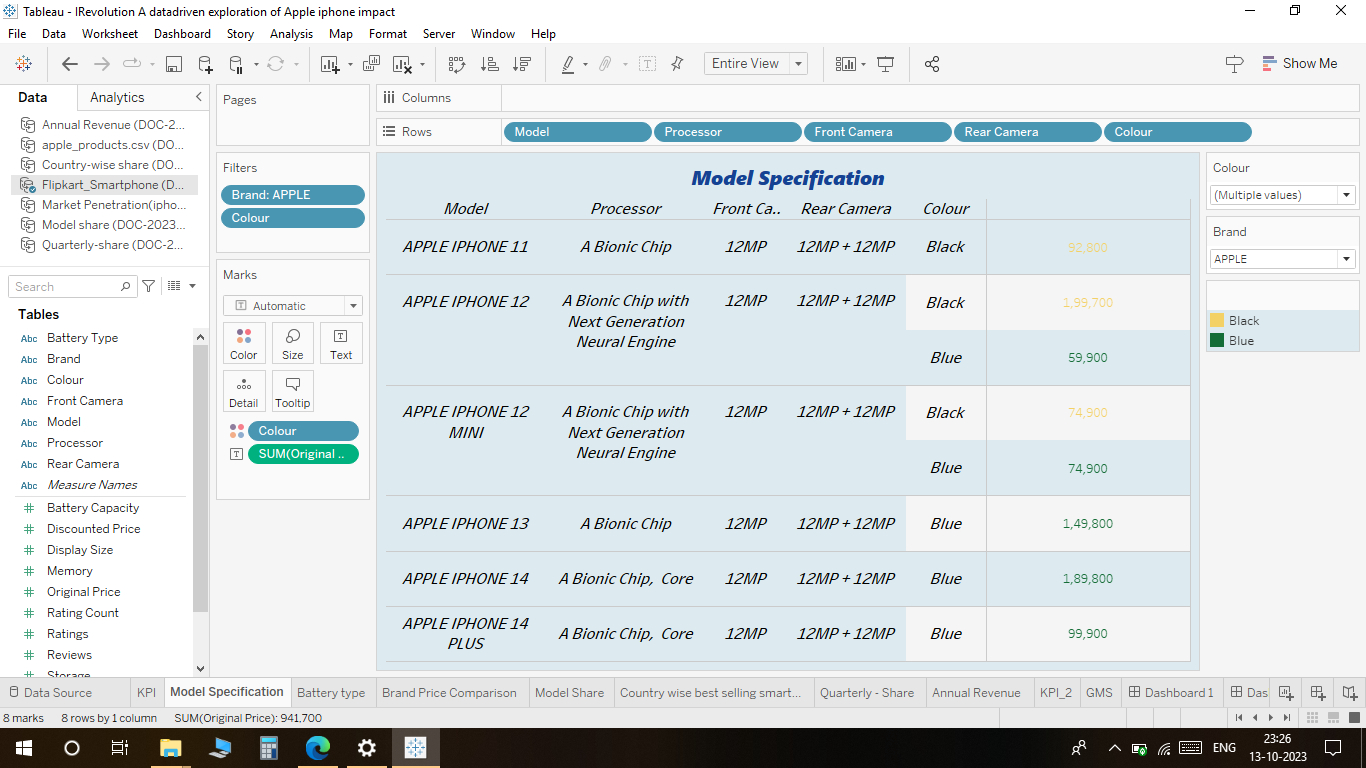 Tableau - IRevolution A datadriven exploration of Apple iphone impact
File Data Worksheet Dashboard Story Analysis Map Format Server Window Help
Entire View
Show Me
Data Analytics
Pages
Columns
Rows Model Processor Front Camera Rear Camera Colour
Annual Revenue (DOC-2...
apple_products.csv (DO...
Country-wise share (DO...
Flipkart_Smartphone (D...
Market Penetration(ipho...
Model share (DOC-2023...
Quarterly-share (DOC-2...
Search
Tables
Abc Battery Type
Abc Brand
Abc Colour
Abc Front Camera
Abc Model
Abc Processor
Abc Rear Camera
Abc Measure Names
# Battery Capacity
# Discounted Price
# Display Size
# Memory
# Original Price
# Rating Count
# Ratings
# Reviews
# Storage
Filters
Brand: APPLE
Colour
Marks
T Automatic
Color Size Text
Detail Tooltip
Colour
T SUM(Original ..
Model Specification
Model Processor Front Ca.. Rear Camera Colour
APPLE IPHONE 11 A Bionic Chip 12MP 12MP + 12MP Black 92,800
APPLE IPHONE 12 A Bionic Chip with 12MP 12MP + 12MP Black 1,99,700
Next Generation
Neural Engine
Blue 59,900
APPLE IPHONE 12 A Bionic Chip with 12MP 12MP + 12MP Black 74,900
MINI Next Generation
Neural Engine
Blue 74,900
APPLE IPHONE 13 A Bionic Chip 12MP 12MP + 12MP Blue 1,49,800
APPLE IPHONE 14 A Bionic Chip, Core 12MP 12MP + 12MP Blue 1,89,800
APPLE IPHONE 14 A Bionic Chip, Core 12MP 12MP + 12MP Blue 99,900
PLUS
Colour
(Multiple values)
Brand
APPLE
Black
Blue
Data Source KPI Model Specification Battery type Brand Price Comparison Model Share Country wise best selling smart... Quarterly - Share Annual Revenue KPI_2 GMS Dashboard 1 Das
8 marks 8 rows by 1 column SUM(Original Price): 941,700
ENG 23:26
13-10-2023